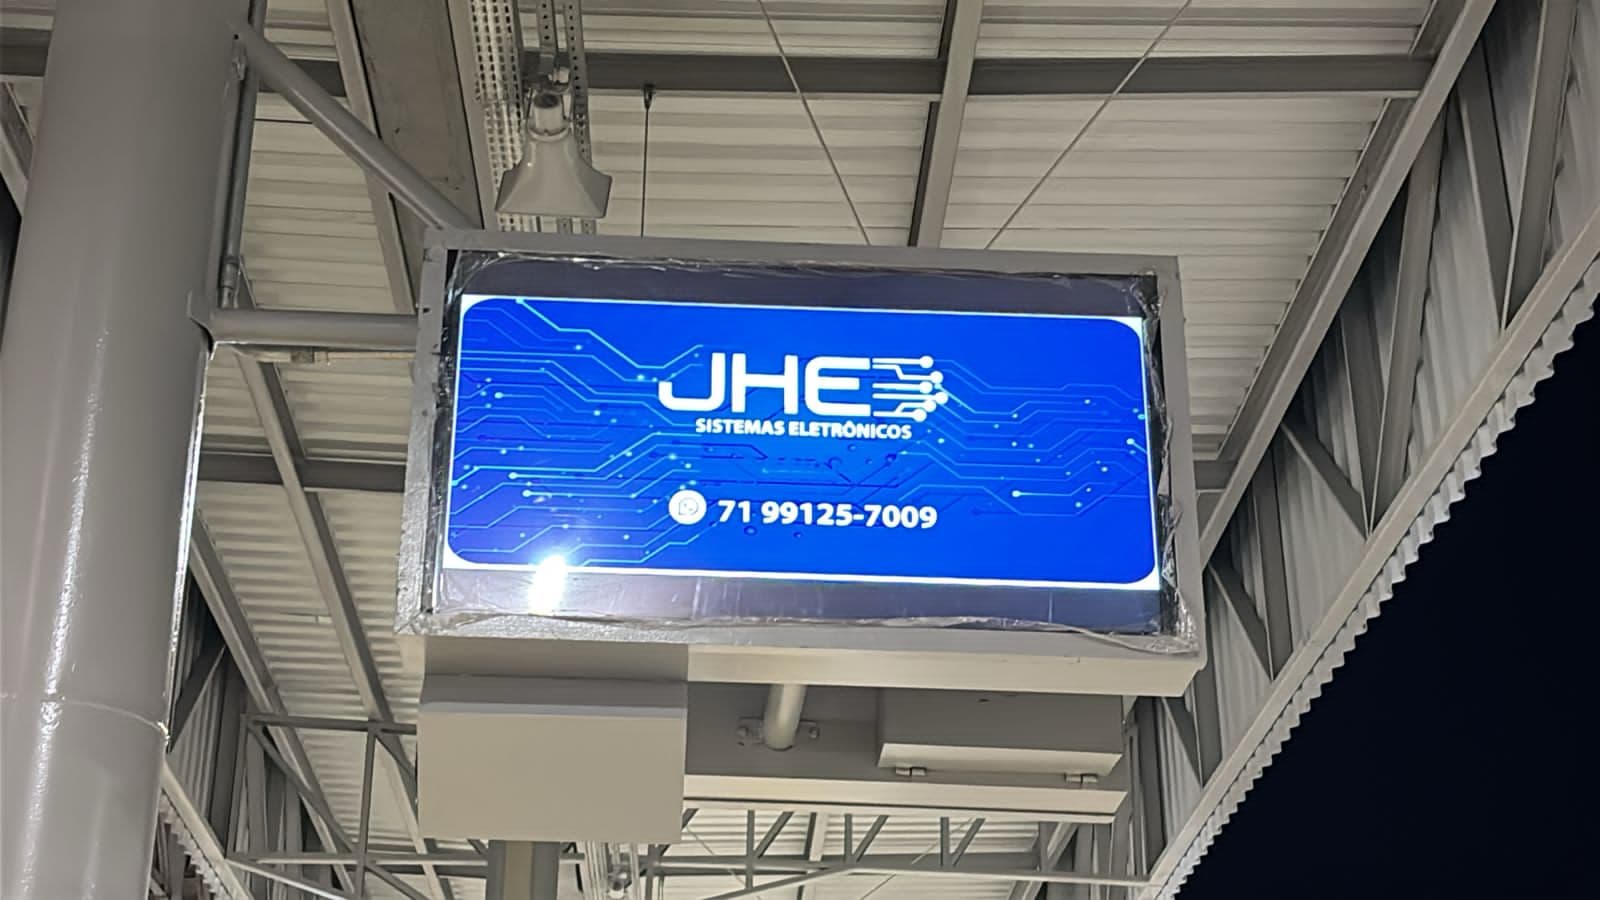 JHE
SISTEMAS ELETRÔNICOS
71 99125-7009